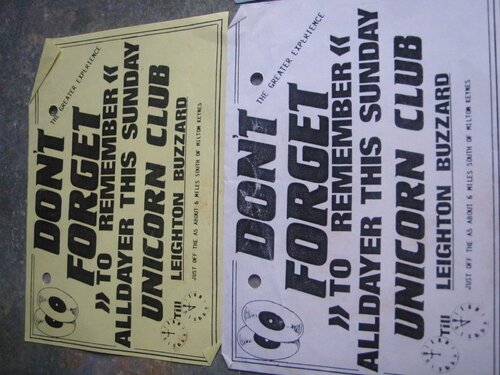 THE GREATER EXPERIENCE
DON'T
FORGET
» TO REMEMBER «
ALLDAYER THIS SUNDAY
UNICORN CLUB
LEIGHTON BUZZARD
JUST OFF THE A5 ABOUT 6 MILES SOUTH OF MILTON KEYNES
Till
THE GREATER EXPERIENCE
DON'T
FORGET
» TO REMEMBER «
ALLDAYER THIS SUNDAY
UNICORN CLUB
LEIGHTON BUZZARD
JUST OFF THE A5 ABOUT 6 MILES SOUTH OF MILTON KEYNES
Till